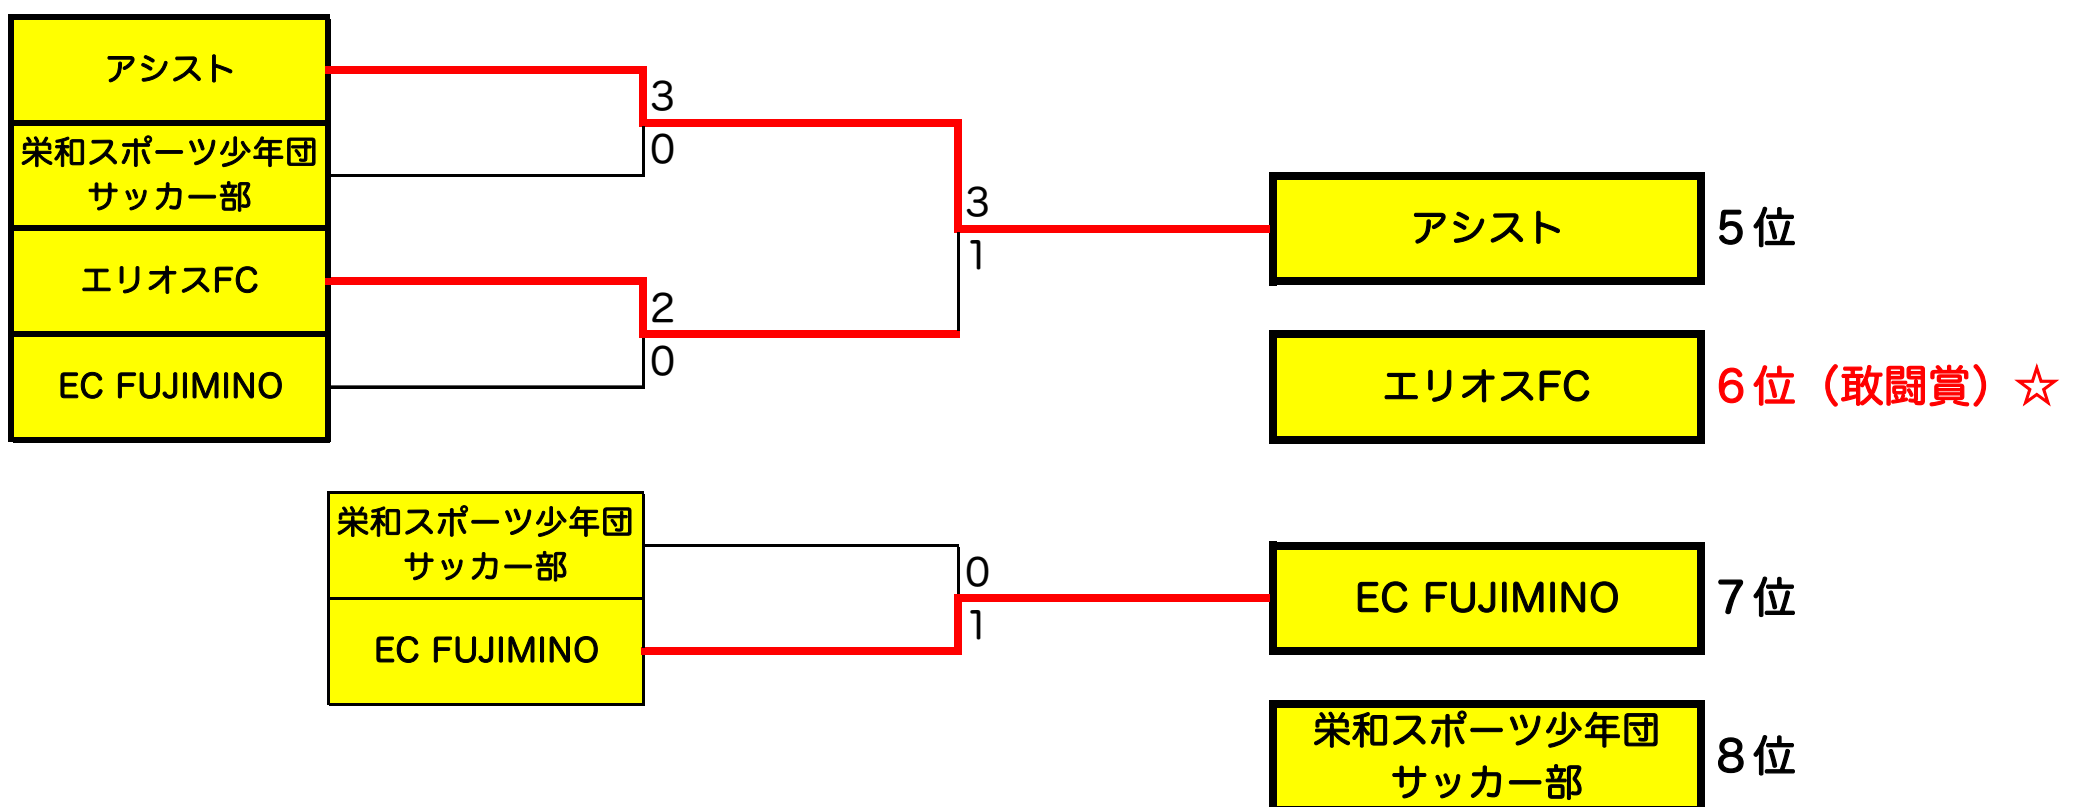 アシスト
栄和スポーツ少年団
サッカー部
エリオスFC
EC FUJIMINO
3
0
2
0
3
1
アシスト
5位
エリオスFC
6位（敢闘賞）☆
栄和スポーツ少年団
サッカー部
EC FUJIMINO
0
1
EC FUJIMINO
7位
栄和スポーツ少年団
サッカー部
8位